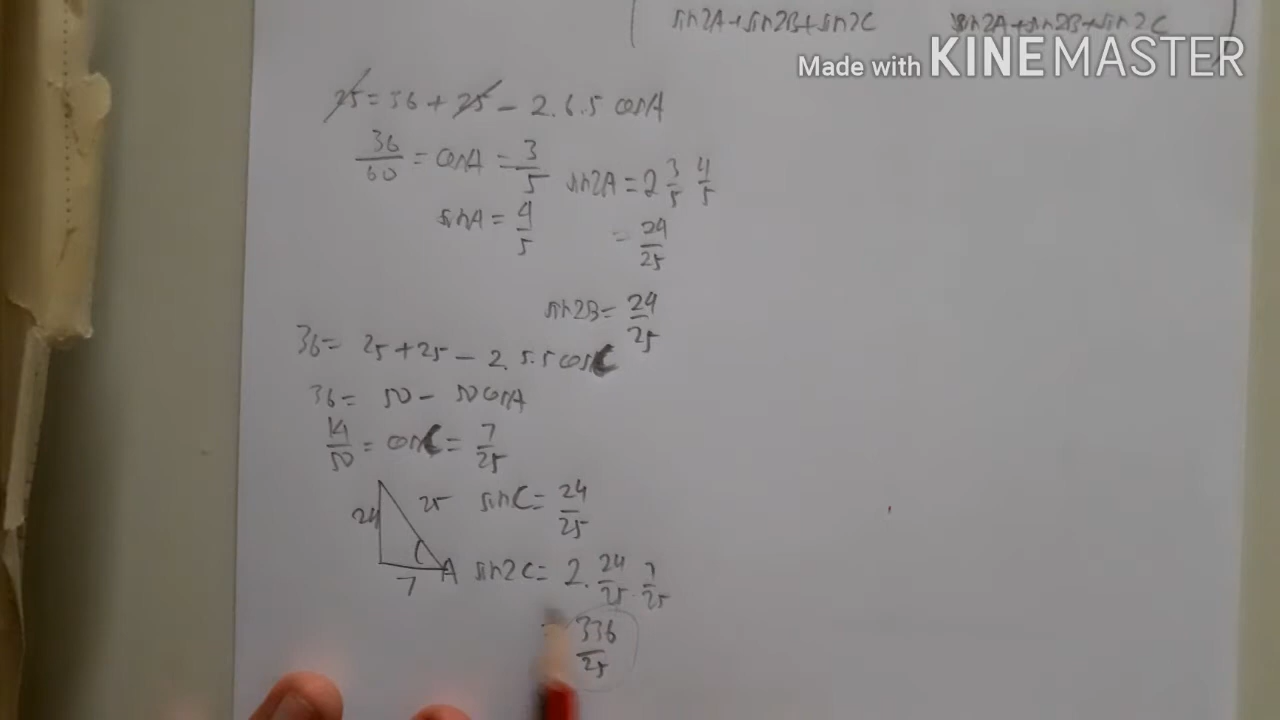 sin2A+sin2B+sin2C sin2A+sin2B+sin2C
Made with KINEMASTER
25 = 36 + 25 - 2.6.5 cosA
36/60 = cosA = 3/5 sin2A = 2 3/5 4/5
sinA = 4/5 = 24/25
sin2B = 24/25
36 = 25 + 25 - 2.5.5 cosC
36 = 50 - 50cosA
14/50 = cosC = 7/25
24 25 sinC = 24/25
7 A sin2C = 2. 24/25 . 7/25
= 336/25